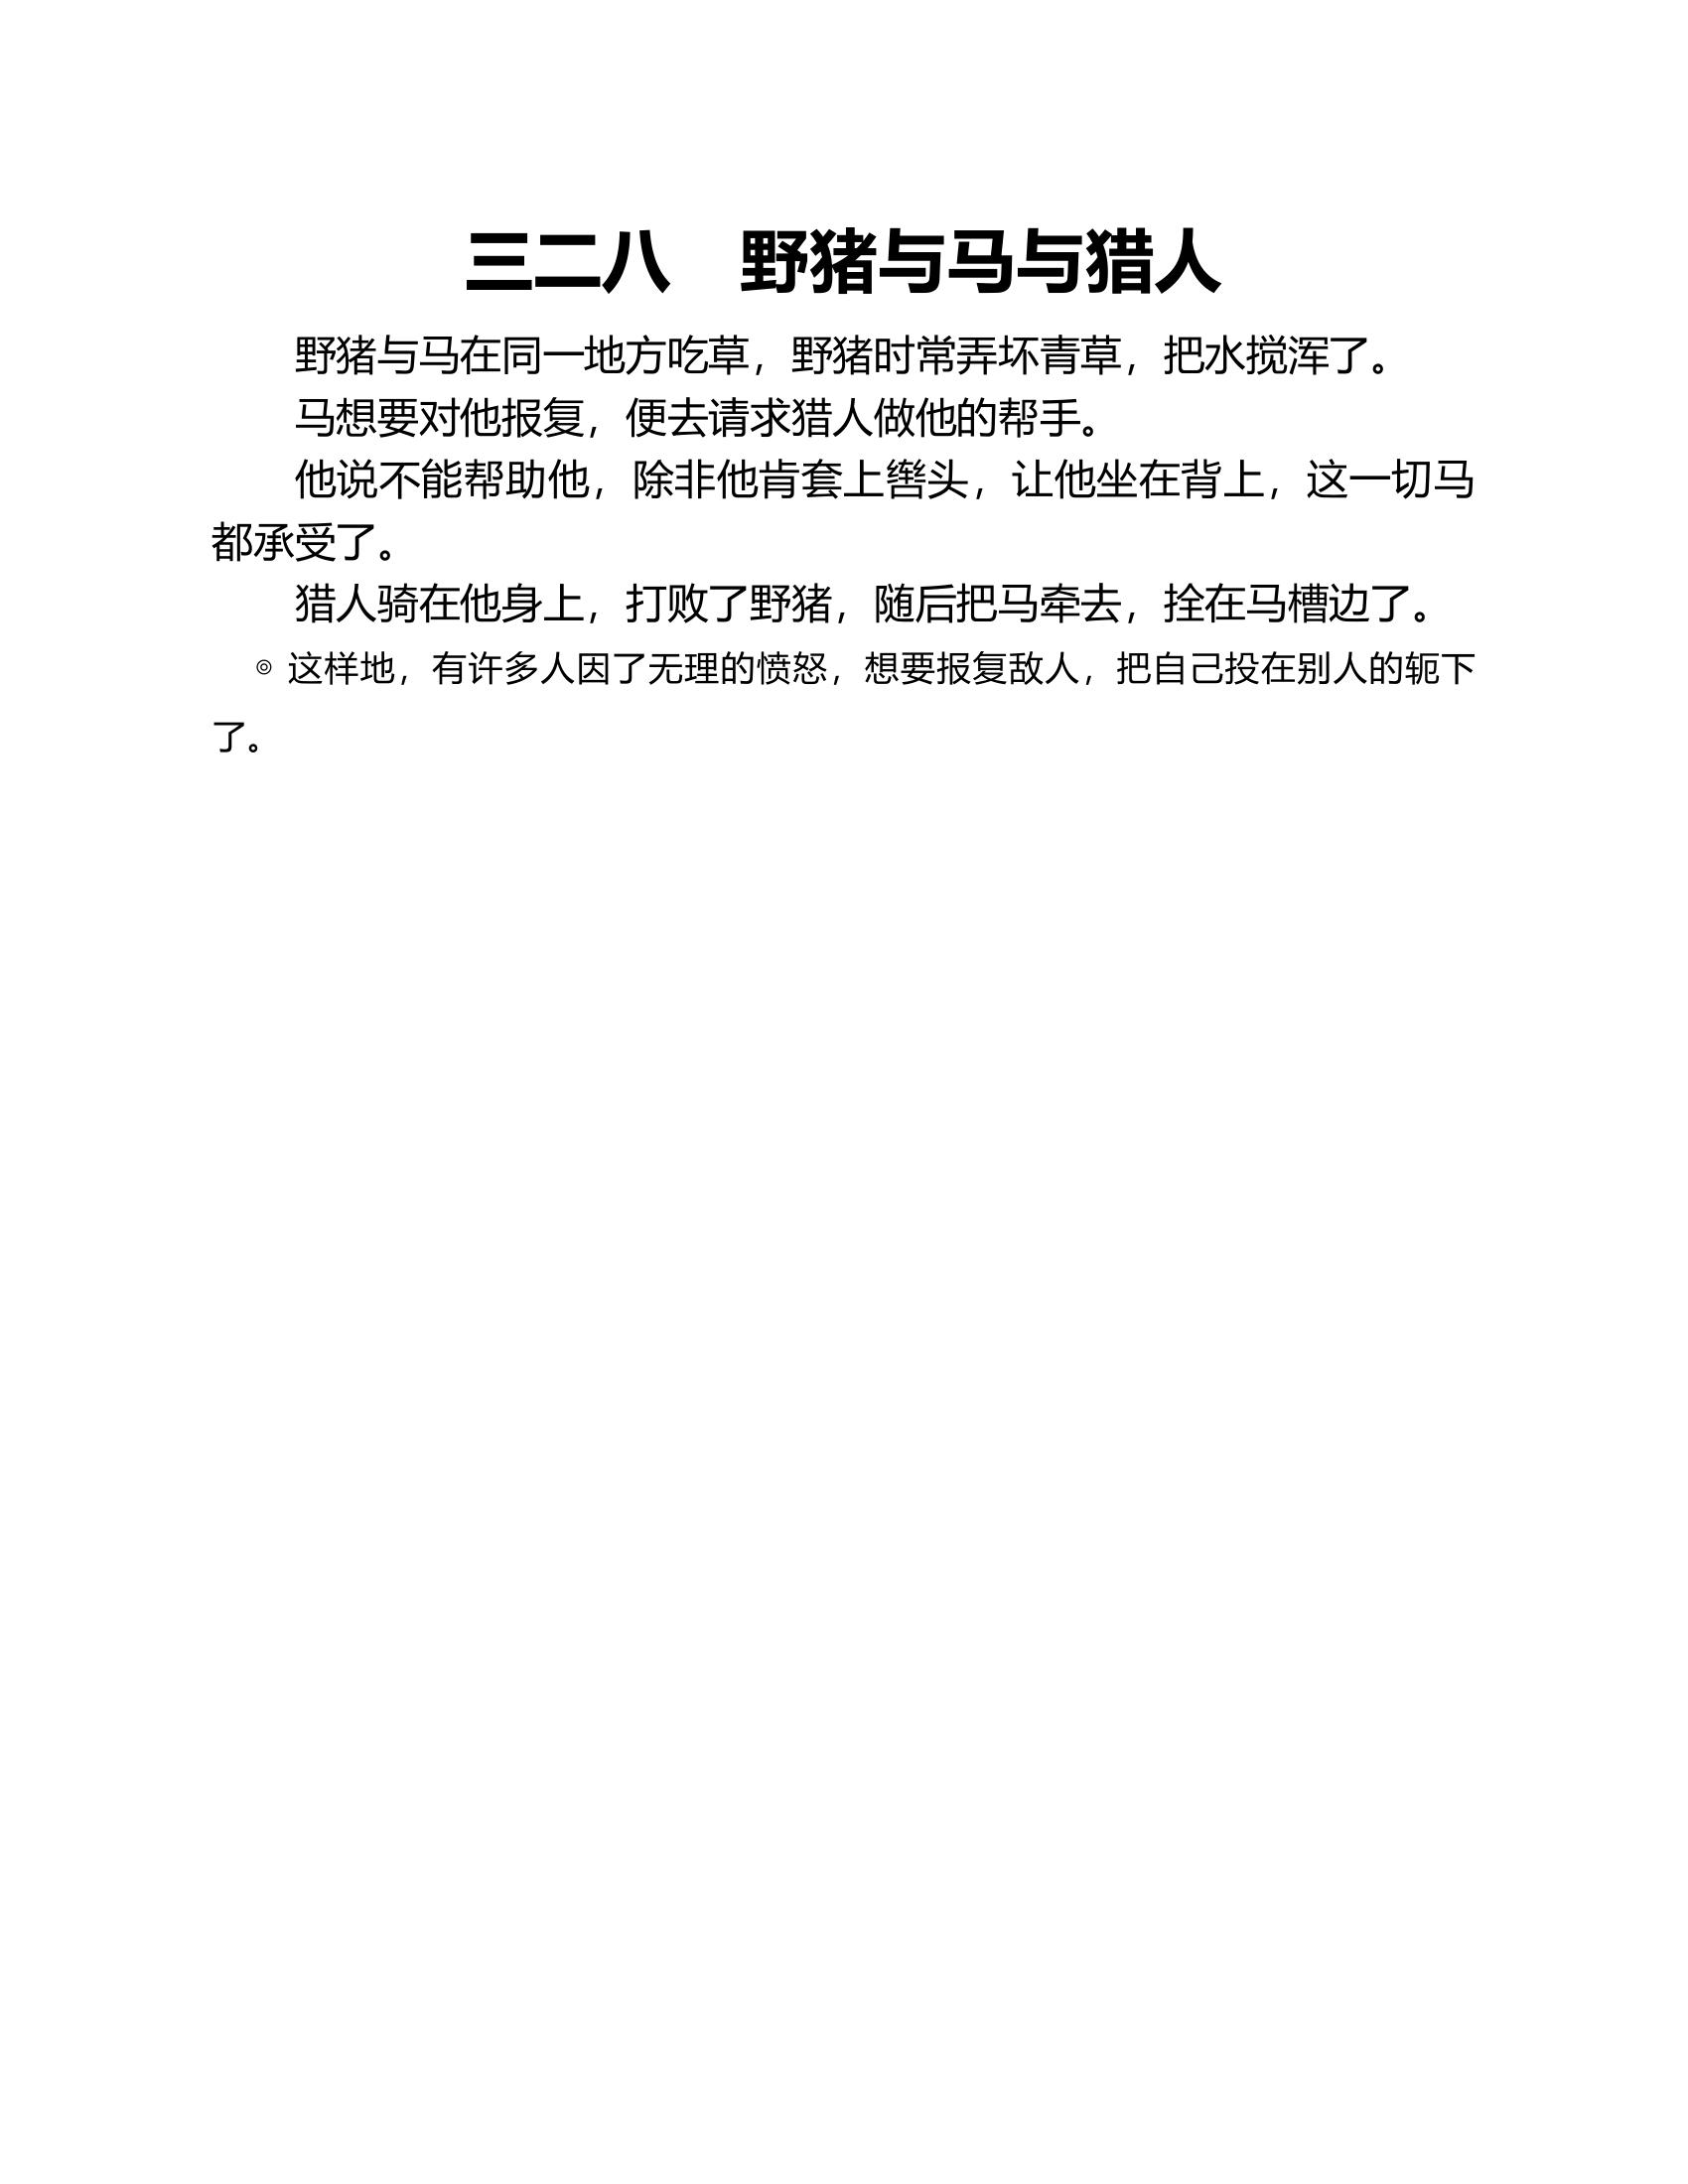 三二八　野猪与马与猎人
野猪与马在同一地方吃草，野猪时常弄坏青草，把水搅浑了。
马想要对他报复，便去请求猎人做他的帮手。
他说不能帮助他，除非他肯套上辔头，让他坐在背上，这一切马
都承受了。
猎人骑在他身上，打败了野猪，随后把马牵去，拴在马槽边了。
◎ 这样地，有许多人因了无理的愤怒，想要报复敌人，把自己投在别人的轭下
了。